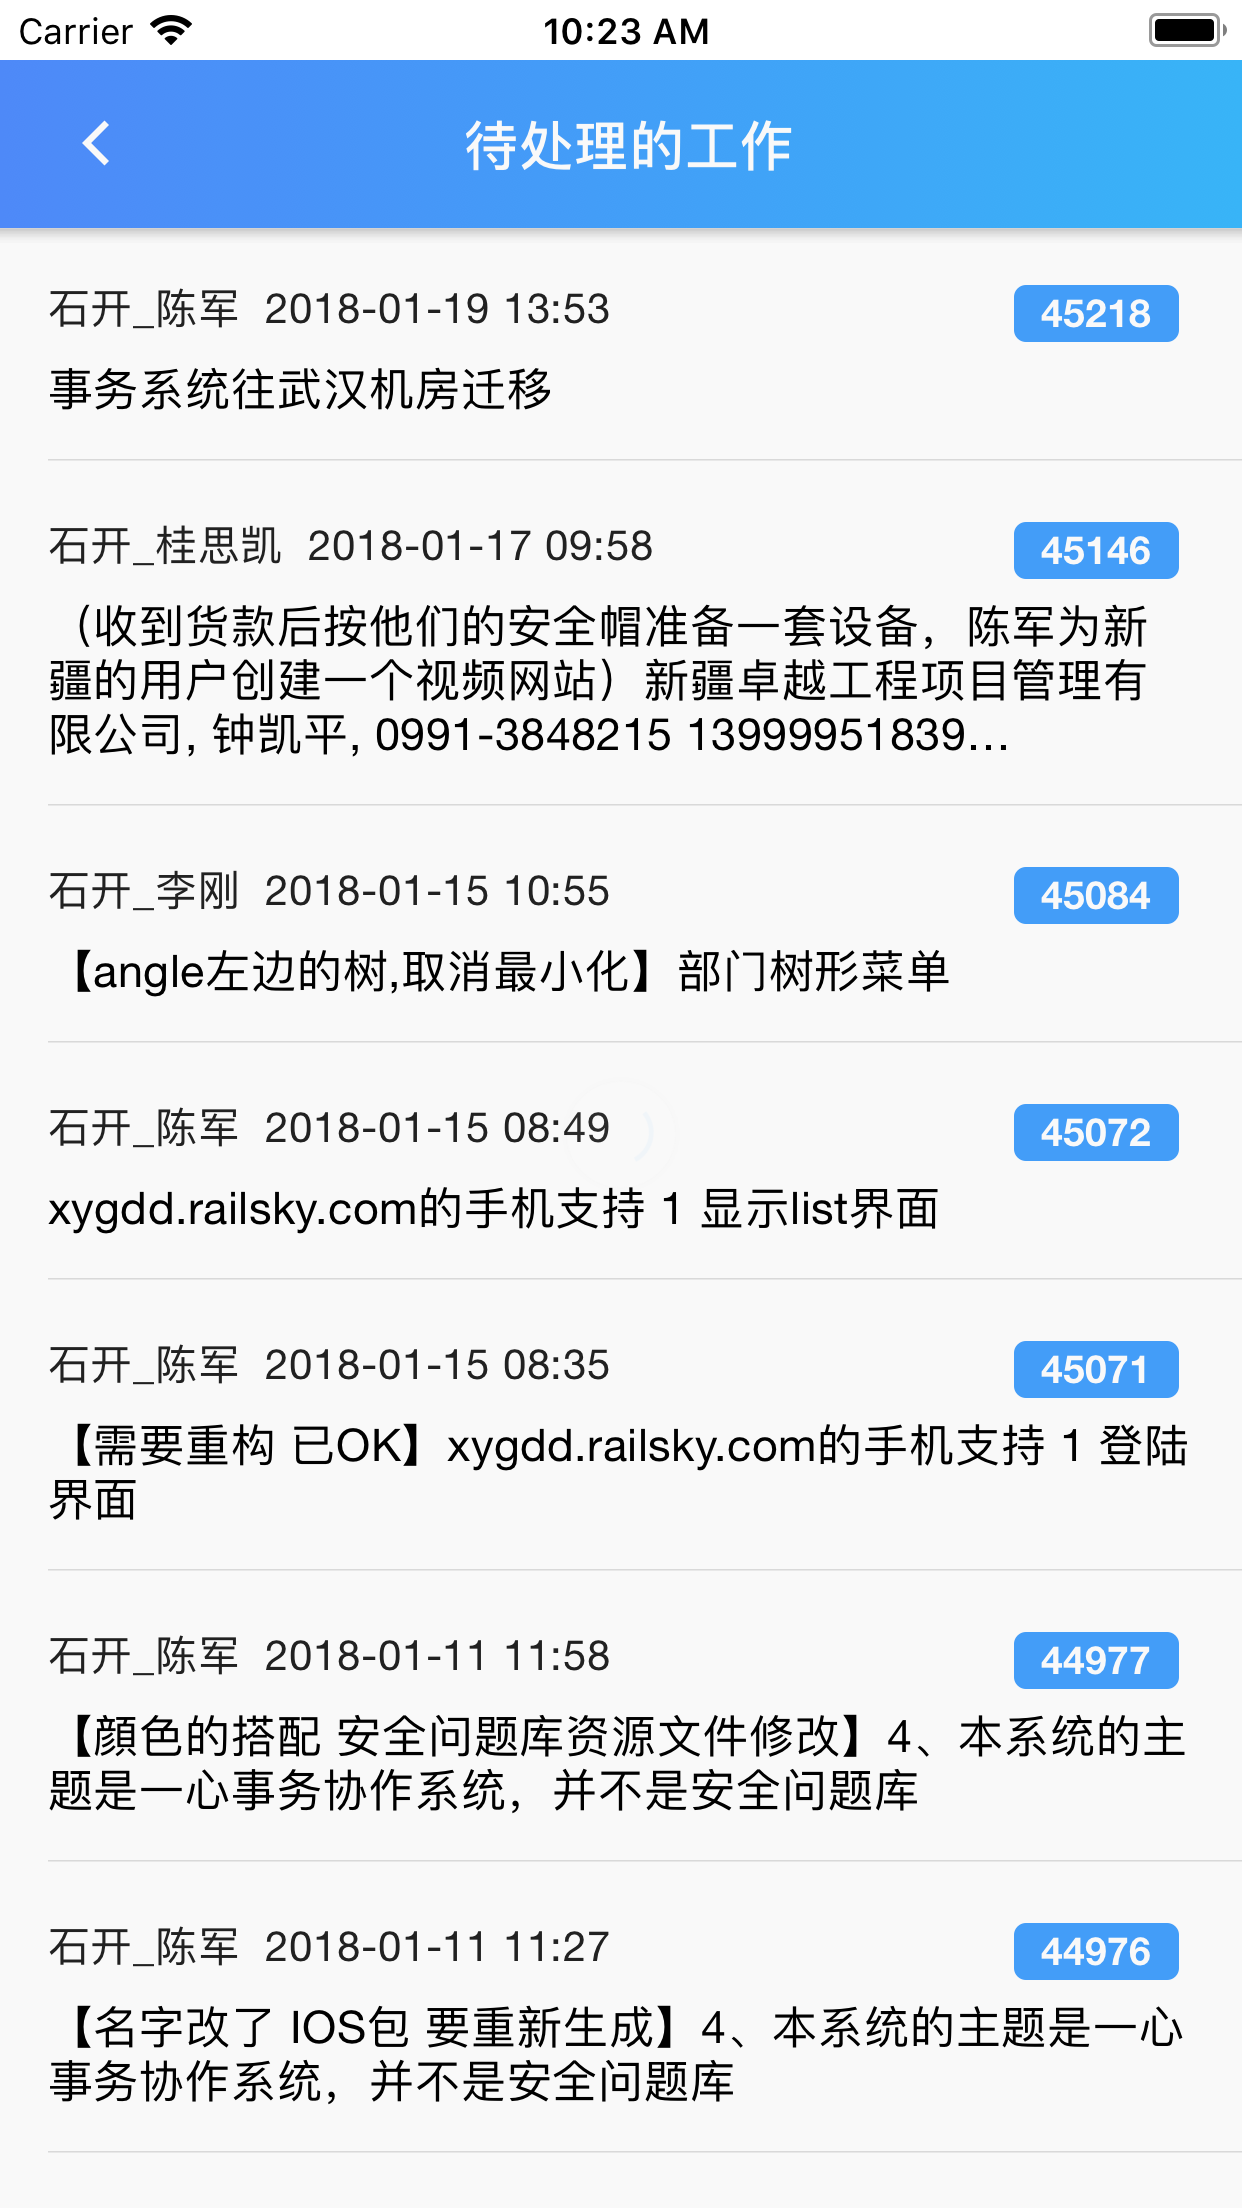 Carrier 10:23 AM
待处理的工作
石开_陈军 2018-01-19 13:53 45218
事务系统往武汉机房迁移
石开_桂思凯 2018-01-17 09:58 45146
（收到货款后按他们的安全帽准备一套设备，陈军为新
疆的用户创建一个视频网站）新疆卓越工程项目管理有
限公司, 钟凯平, 0991-3848215 13999951839...
石开_李刚 2018-01-15 10:55 45084
【angle左边的树,取消最小化】部门树形菜单
石开_陈军 2018-01-15 08:49 45072
xygdd.railsky.com的手机支持 1 显示list界面
石开_陈军 2018-01-15 08:35 45071
【需要重构 已OK】xygdd.railsky.com的手机支持 1 登陆
界面
石开_陈军 2018-01-11 11:58 44977
【顔色的搭配 安全问题库资源文件修改】4、本系统的主
题是一心事务协作系统，并不是安全问题库
石开_陈军 2018-01-11 11:27 44976
【名字改了 IOS包 要重新生成】4、本系统的主题是一心
事务协作系统，并不是安全问题库